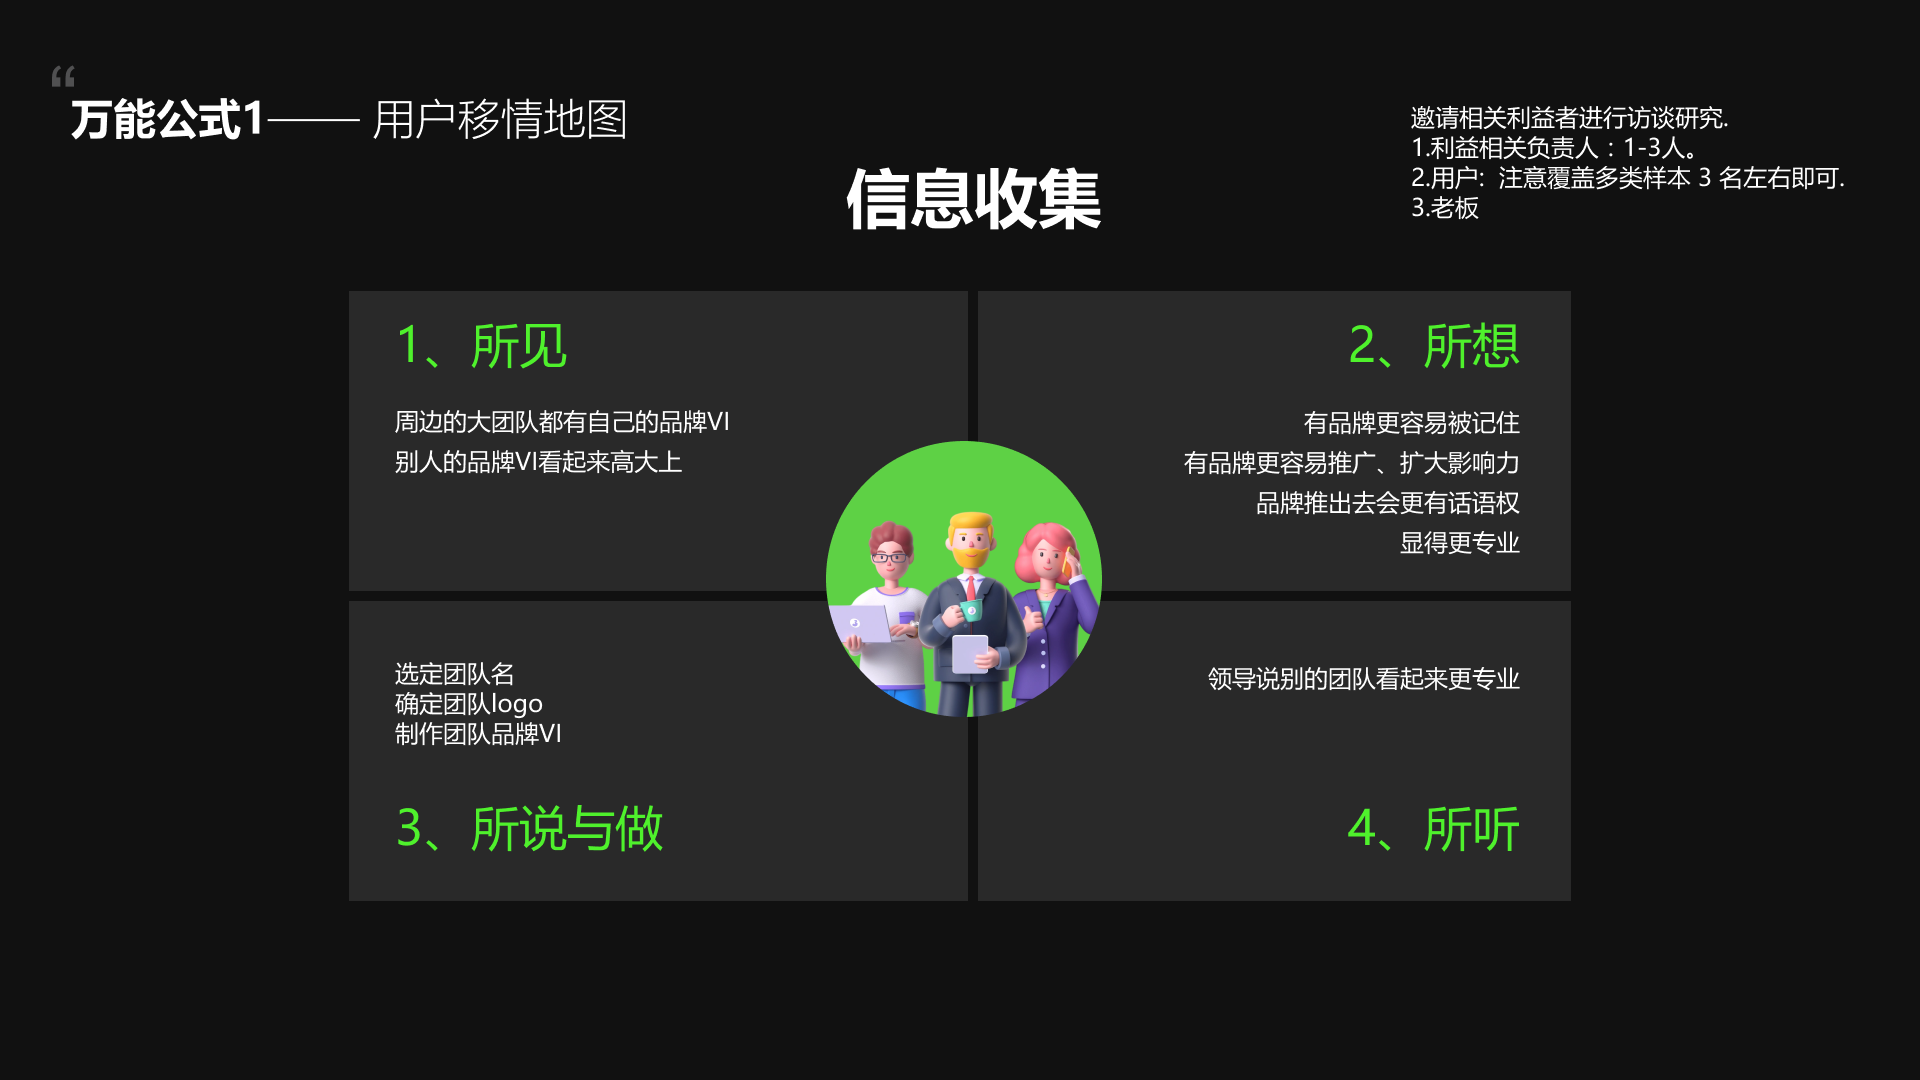 “
万能公式1—— 用户移情地图
邀请相关利益者进行访谈研究.
1.利益相关负责人：1-3人。
2.用户: 注意覆盖多类样本 3 名左右即可.
3.老板
信息收集
1、所见
周边的大团队都有自己的品牌VI
别人的品牌VI看起来高大上
2、所想
有品牌更容易被记住
有品牌更容易推广、扩大影响力
品牌推出去会更有话语权
显得更专业
选定团队名
确定团队logo
制作团队品牌VI
3、所说与做
领导说别的团队看起来更专业
4、所听